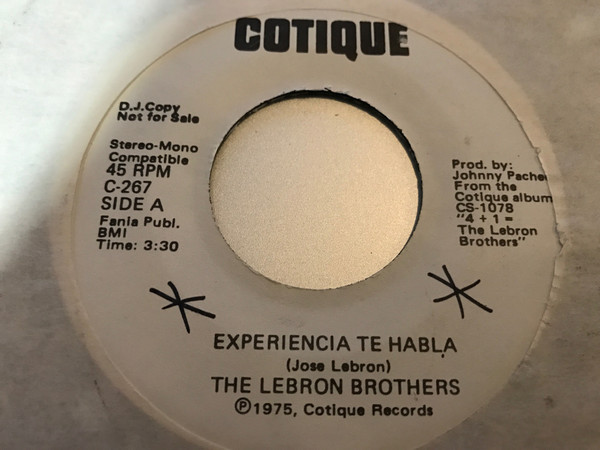 COTIQUE
D.J.Copy
Not for Sale
Stereo-Mono
Compatible
45 RPM
C-267
SIDE A
Fania Publ.
BMI
Time: 3:30
Prod. by:
Johnny Pache
From the
Cotique album
CS-1078
"4 + 1 =
The Lebron
Brothers"
EXPERIENCIA TE HABLA
(Jose Lebron)
THE LEBRON BROTHERS
℗1975, Cotique Records